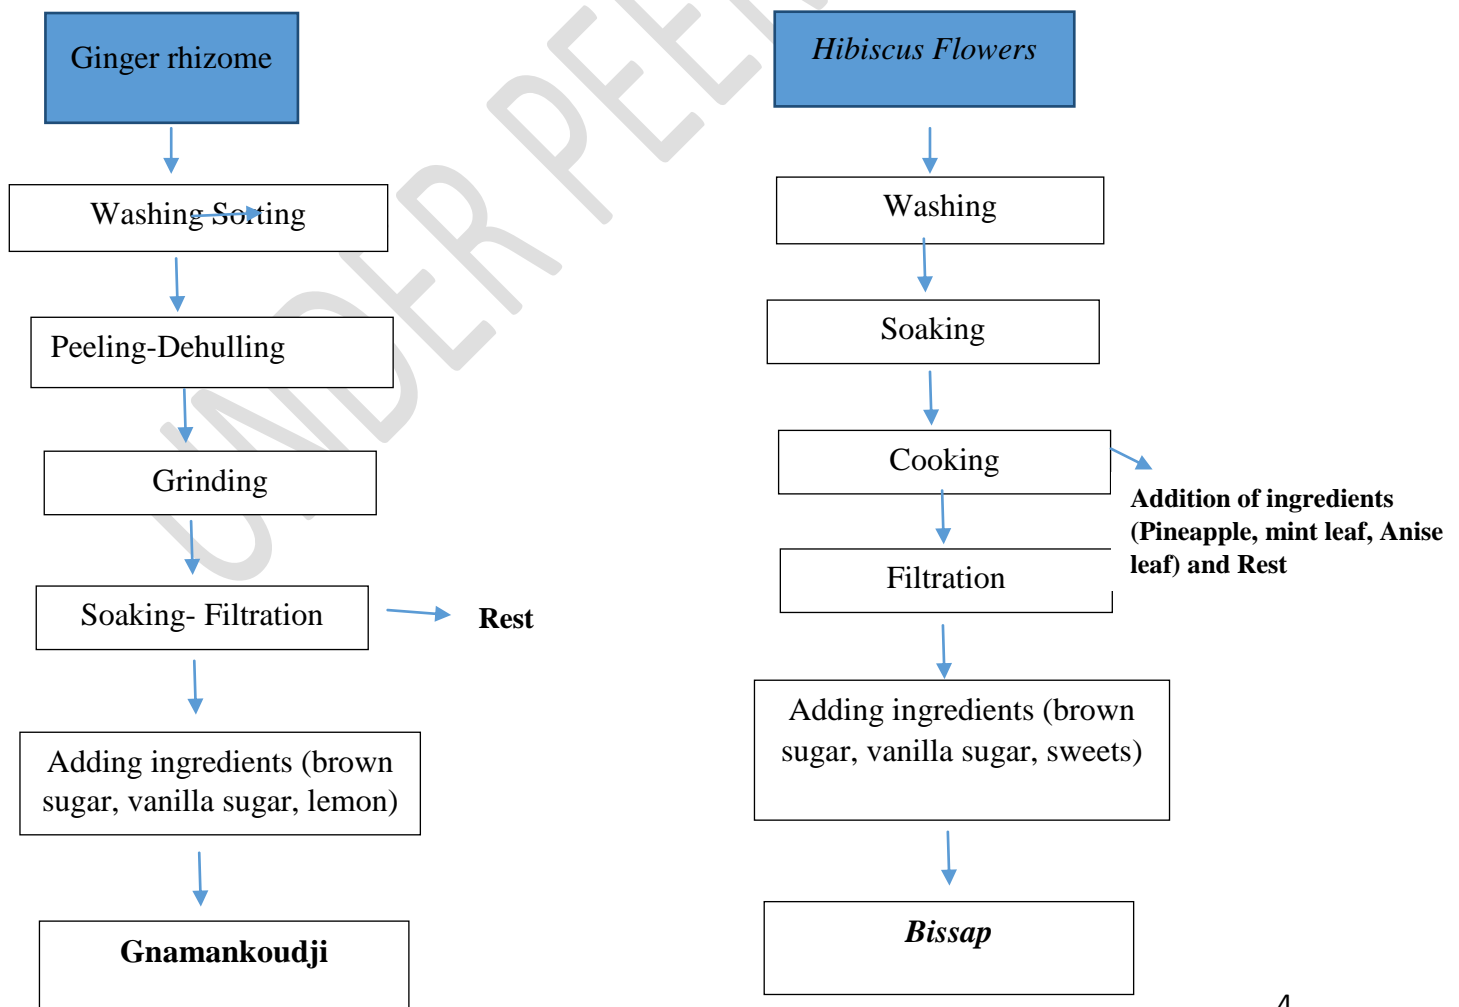 Ginger rhizome
Washing Sorting
Peeling-Dehulling
Grinding
Soaking- Filtration
Rest
Adding ingredients (brown
sugar, vanilla sugar, lemon)
Gnamankoudji
Hibiscus Flowers
Washing
Soaking
Cooking
Addition of ingredients
(Pineapple, mint leaf, Anise
leaf) and Rest
Filtration
Adding ingredients (brown
sugar, vanilla sugar, sweets)
Bissap
UNDER PEER